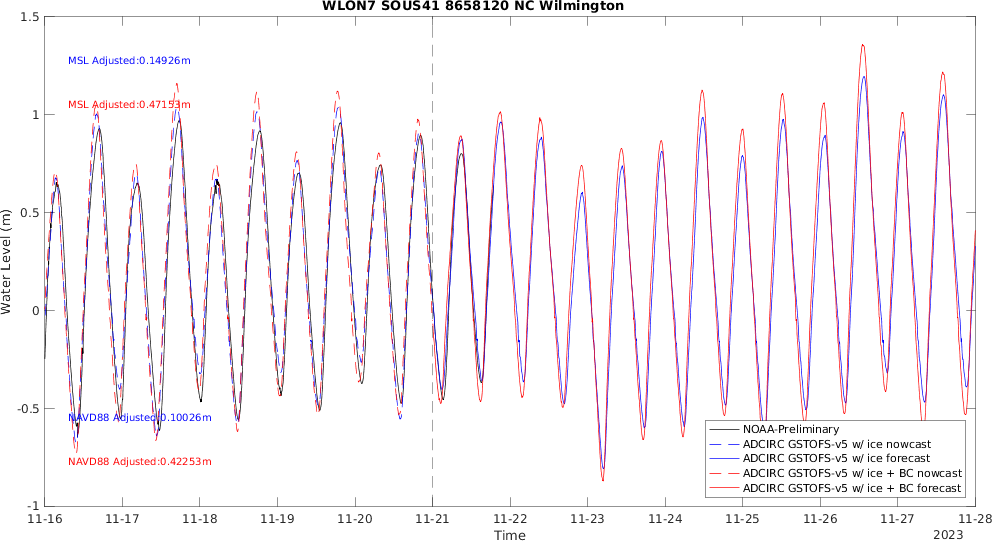 WLON7 SOUS41 8658120 NC Wilmington
1.5
MSL Adjusted:0.14926m
MSL Adjusted:0.47153m
1
0.5
Water Level (m)
0
-0.5
NAVD88 Adjusted:0.10026m
NAVD88 Adjusted:0.42253m
NOAA-Preliminary
ADCIRC GSTOFS-v5 w/ ice nowcast
ADCIRC GSTOFS-v5 w/ ice forecast
ADCIRC GSTOFS-v5 w/ ice + BC nowcast
ADCIRC GSTOFS-v5 w/ ice + BC forecast
-1
11-16 11-17 11-18 11-19 11-20 11-21 11-22 11-23 11-24 11-25 11-26 11-27 11-28
Time
2023